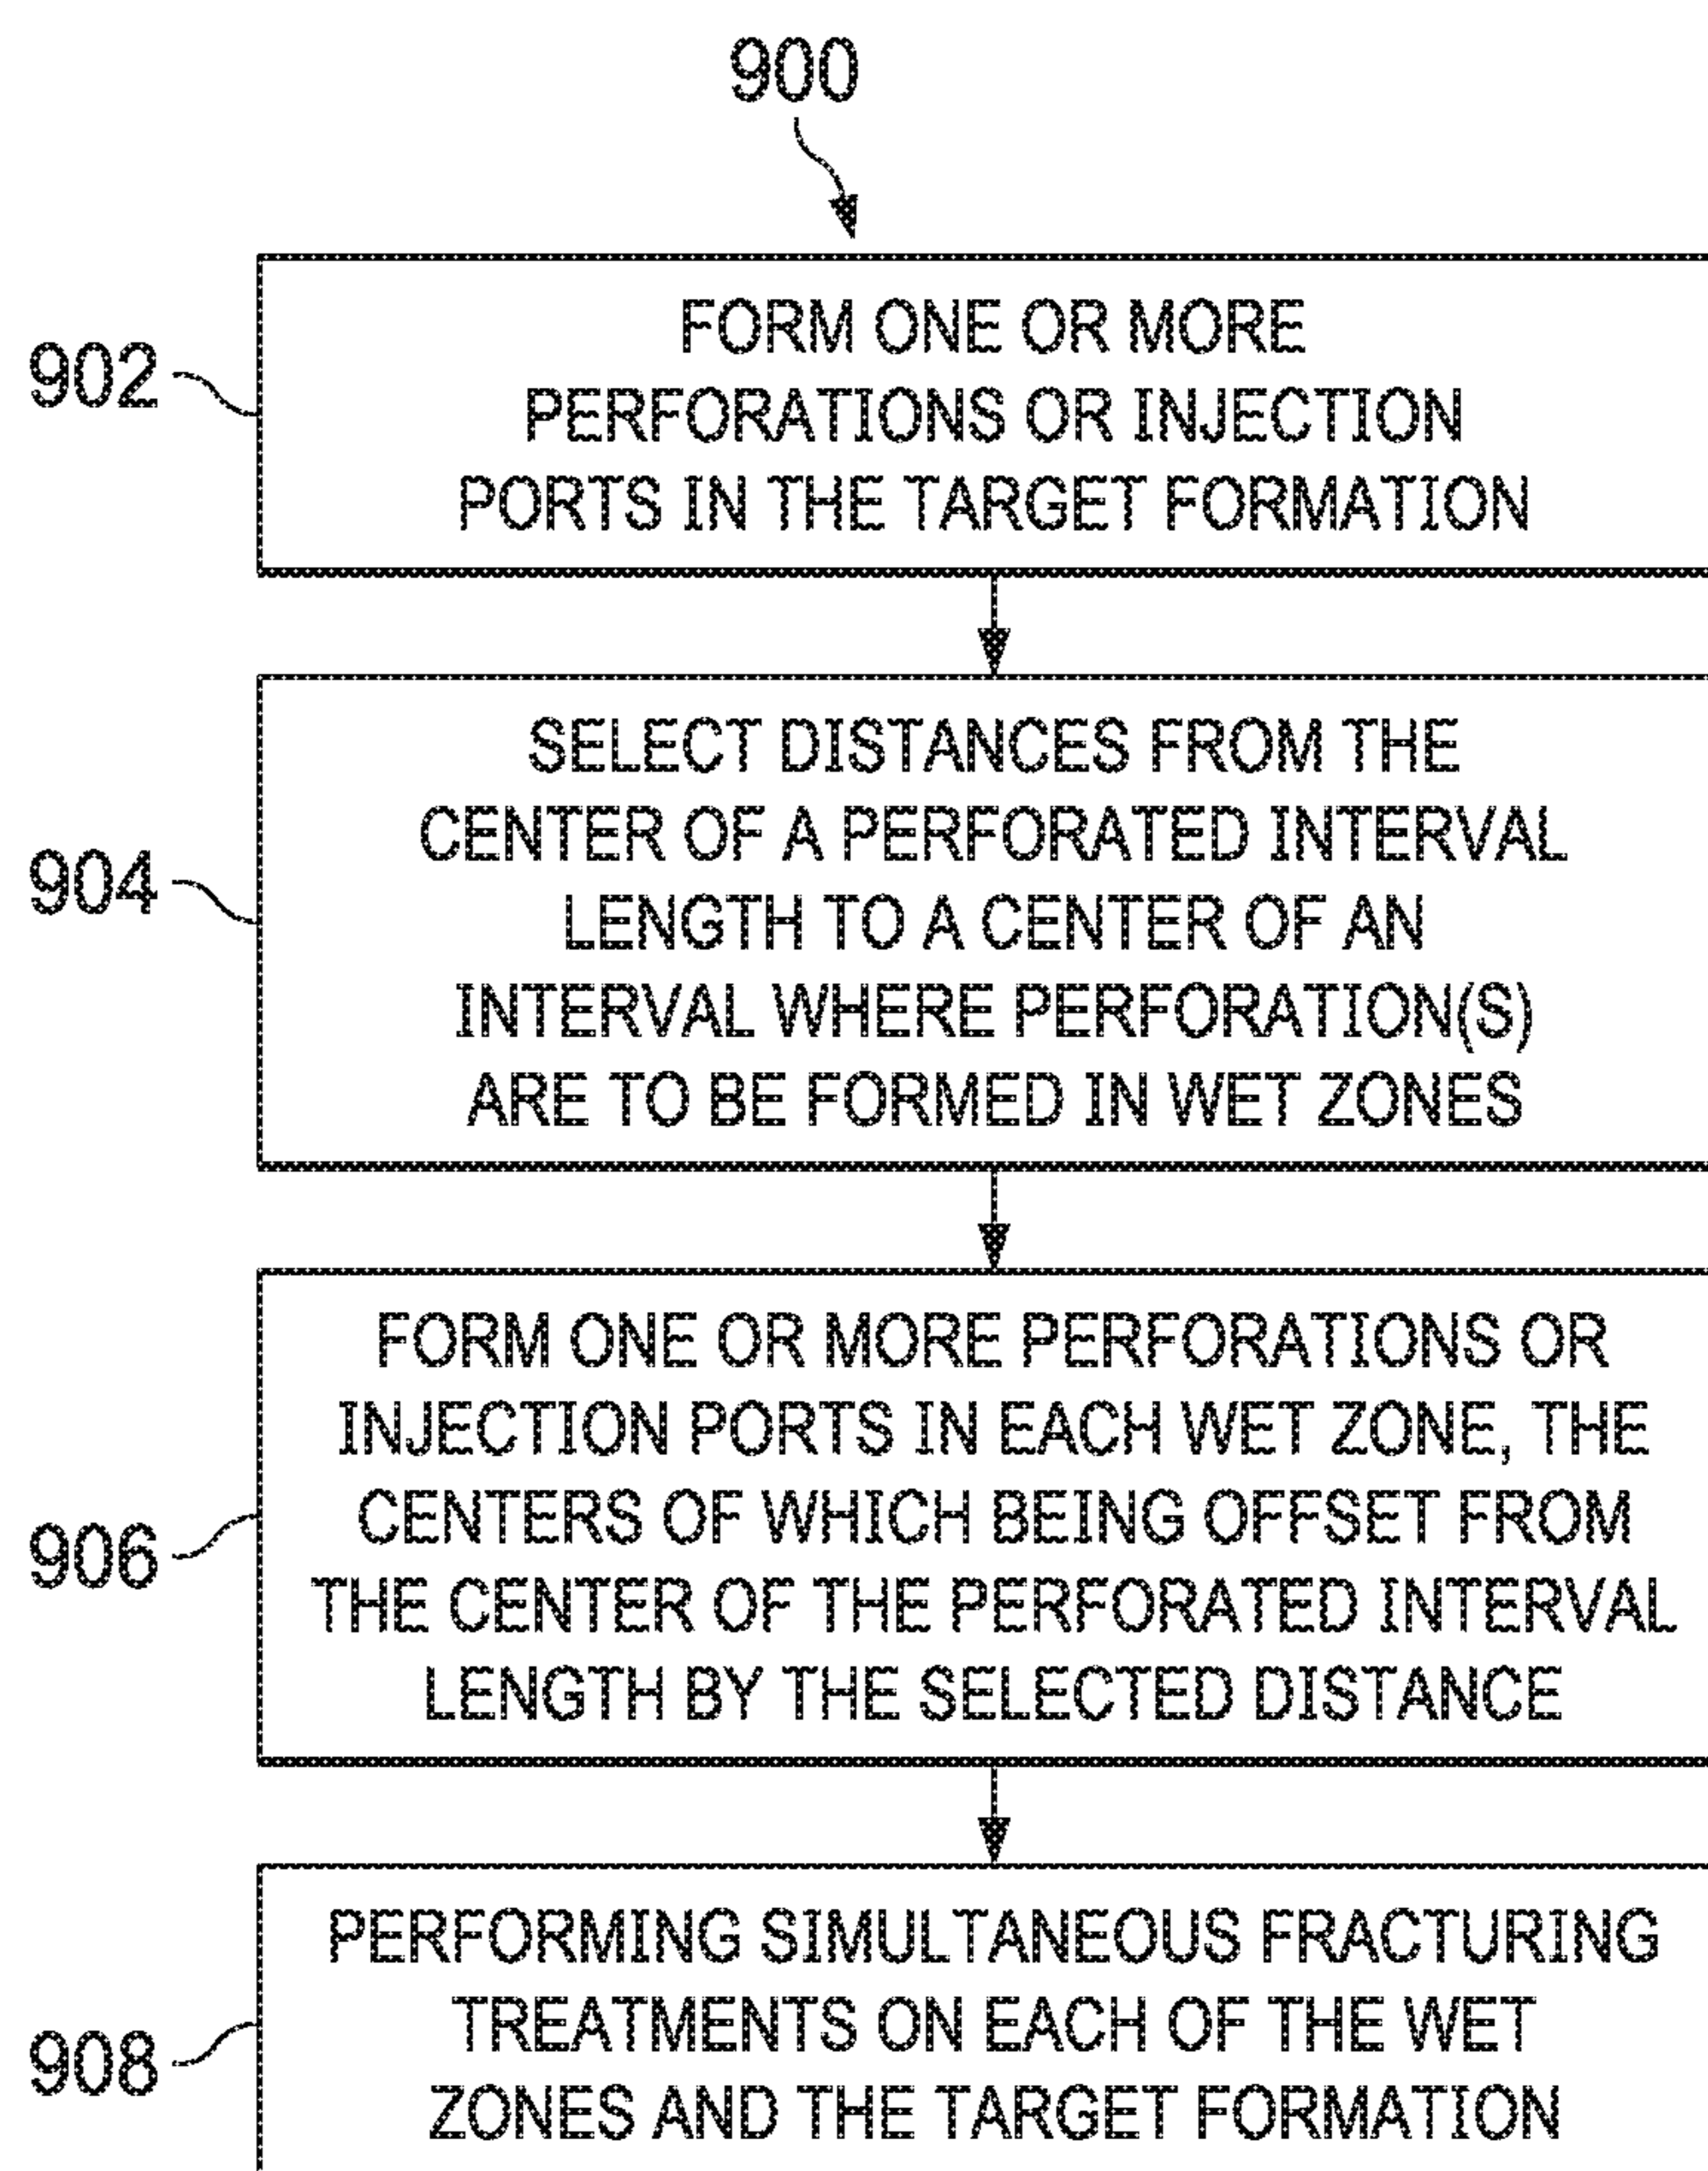 900
902
FORM ONE OR MORE
PERFORATIONS OR INJECTION
PORTS IN THE TARGET FORMATION
904
SELECT DISTANCES FROM THE
CENTER OF A PERFORATED INTERVAL
LENGTH TO A CENTER OF AN
INTERVAL WHERE PERFORATION(S)
ARE TO BE FORMED IN WET ZONES
906
FORM ONE OR MORE PERFORATIONS OR
INJECTION PORTS IN EACH WET ZONE, THE
CENTERS OF WHICH BEING OFFSET FROM
THE CENTER OF THE PERFORATED INTERVAL
LENGTH BY THE SELECTED DISTANCE
908
PERFORMING SIMULTANEOUS FRACTURING
TREATMENTS ON EACH OF THE WET
ZONES AND THE TARGET FORMATION